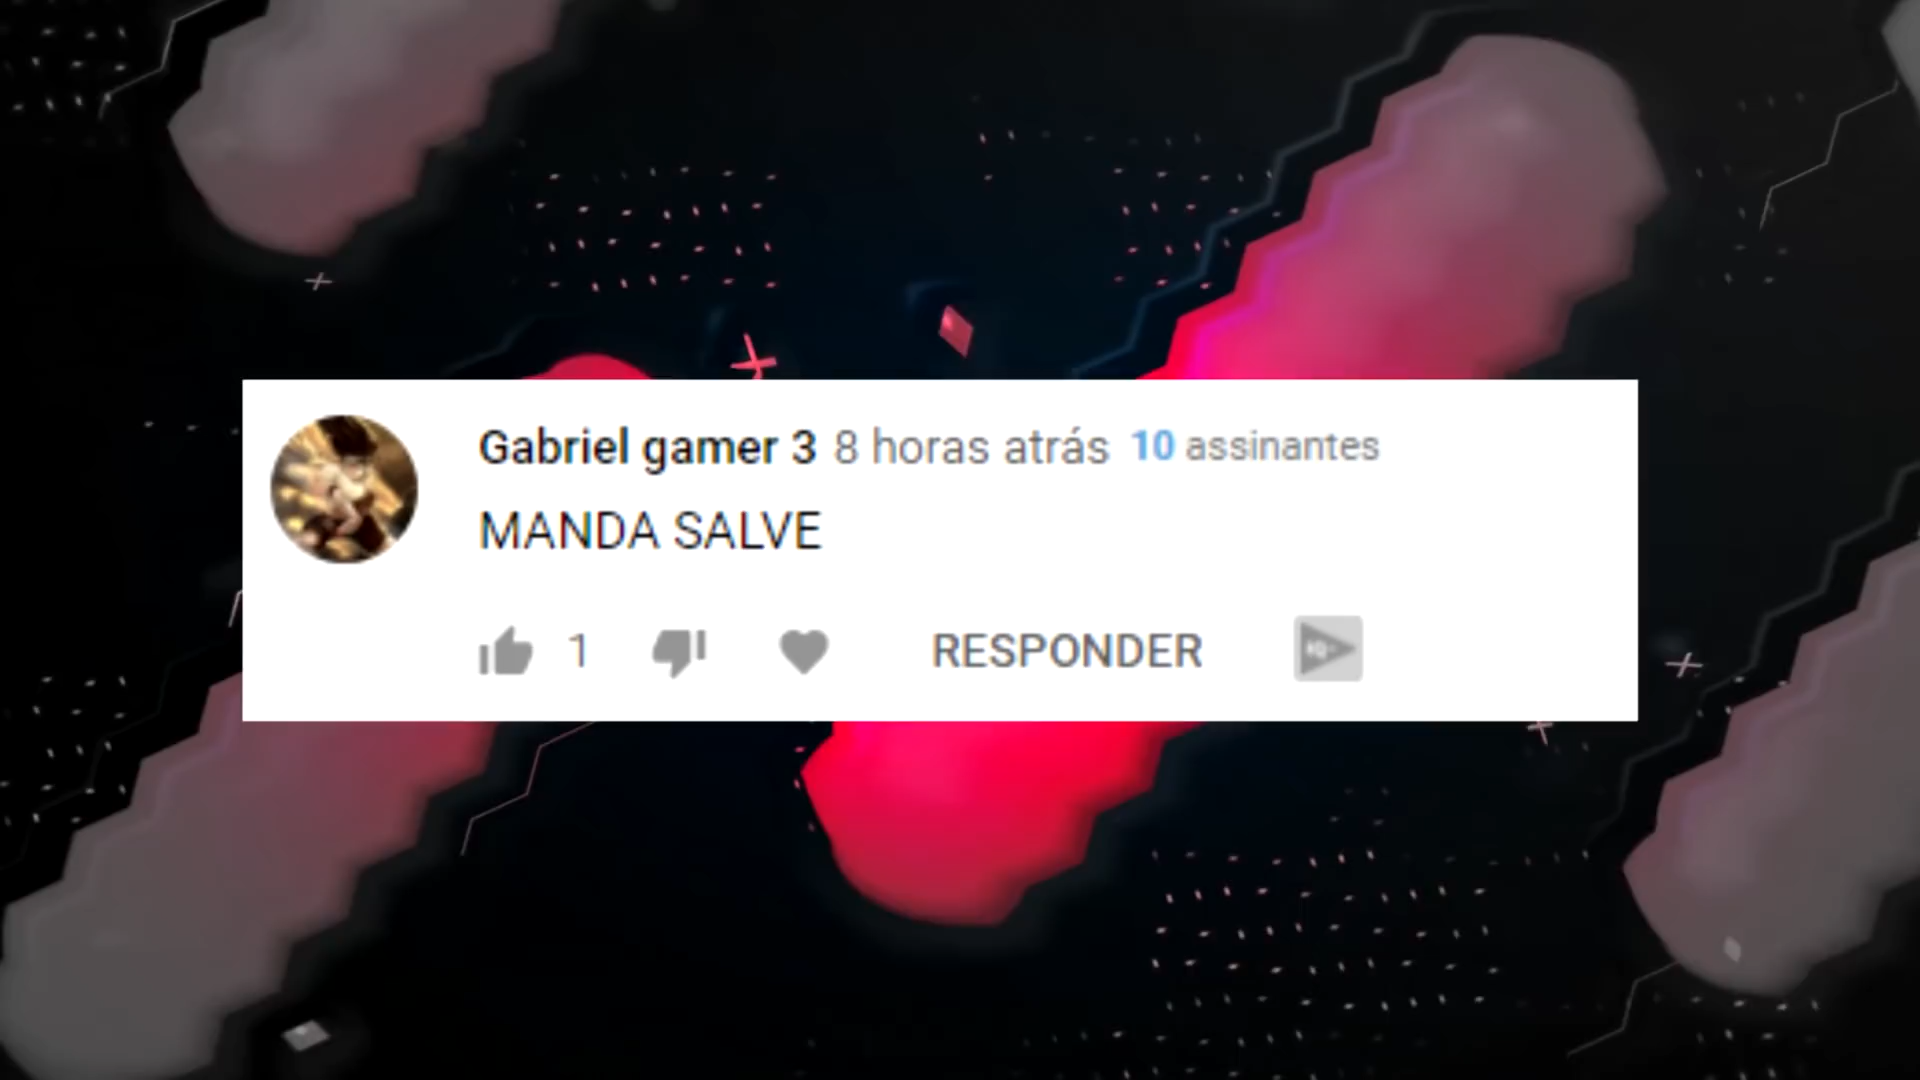 Gabriel gamer 3 8 horas atrás 10 assinantes
MANDA SALVE
1 RESPONDER